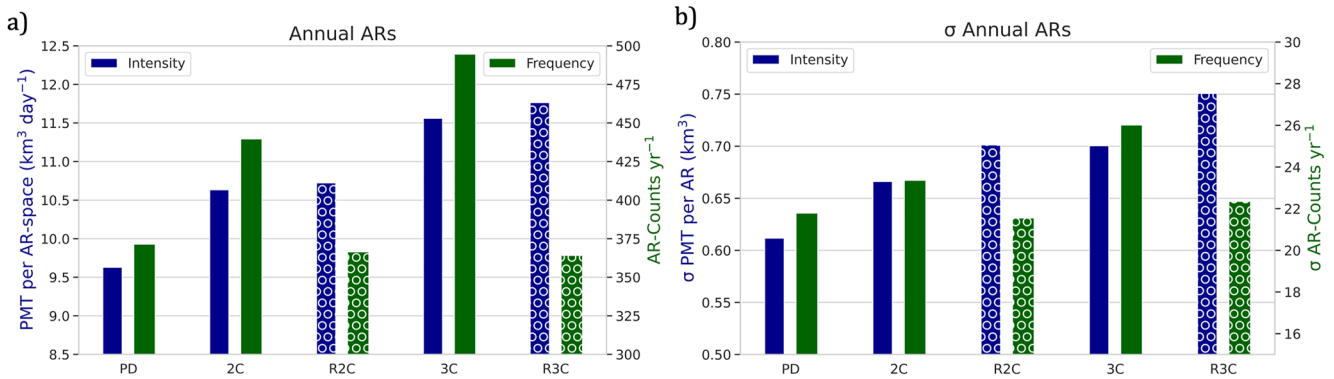 a)
Annual ARs
Intensity
Frequency
PMT per AR-space (km³ day⁻¹)
12.5
12.0
11.5
11.0
10.5
10.0
9.5
9.0
8.5
500
475
450
425
400
375
350
325
300
AR-Counts yr⁻¹
PD 2C R2C 3C R3C
b)
σ Annual ARs
Intensity
Frequency
σ PMT per AR (km³)
0.80
0.75
0.70
0.65
0.60
0.55
0.50
30
28
26
24
22
20
18
16
σ AR-Counts yr⁻¹
PD 2C R2C 3C R3C